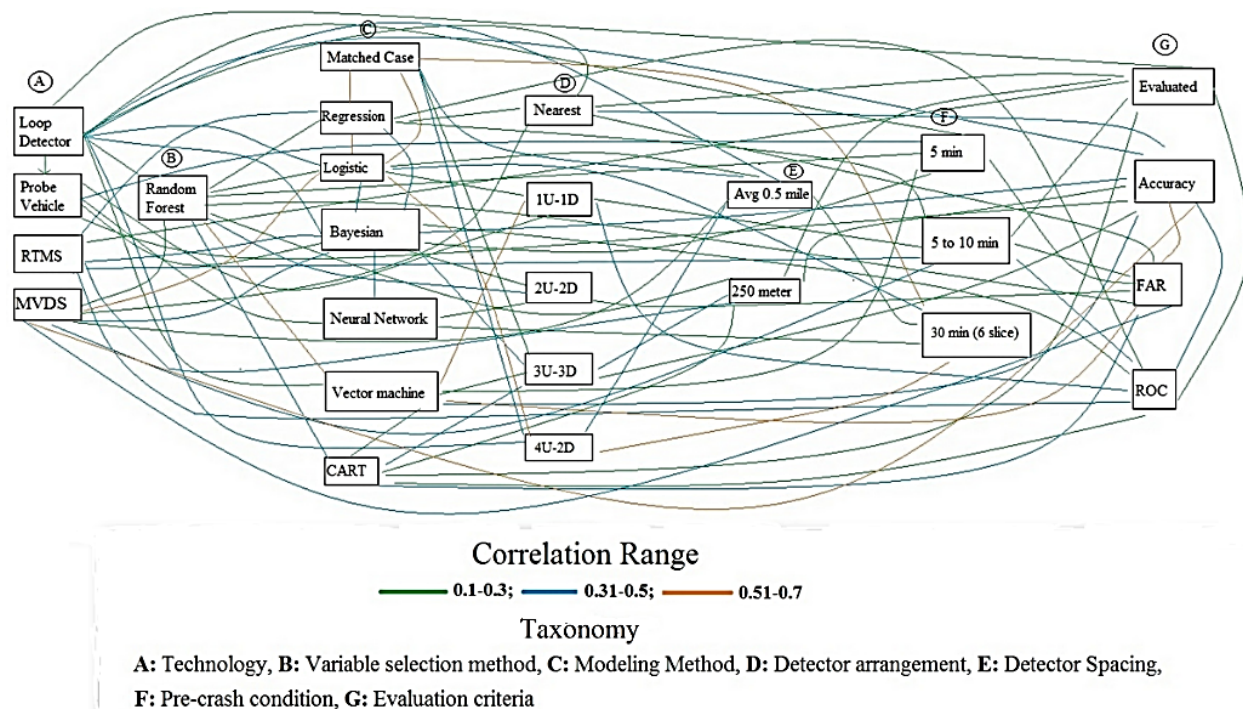 A
Loop
Detector
Probe
Vehicle
RTMS
MVDS
B
Random
Forest
C
Matched Case
Regression
Logistic
Bayesian
Neural Network
Vector machine
CART
D
Nearest
1U-1D
2U-2D
3U-3D
4U-2D
E
Avg 0.5 mile
250 meter
F
5 min
5 to 10 min
30 min (6 slice)
G
Evaluated
Accuracy
FAR
ROC
Correlation Range
0.1-0.3; 0.31-0.5; 0.51-0.7
Taxonomy
A: Technology, B: Variable selection method, C: Modeling Method, D: Detector arrangement, E: Detector Spacing,
F: Pre-crash condition, G: Evaluation criteria